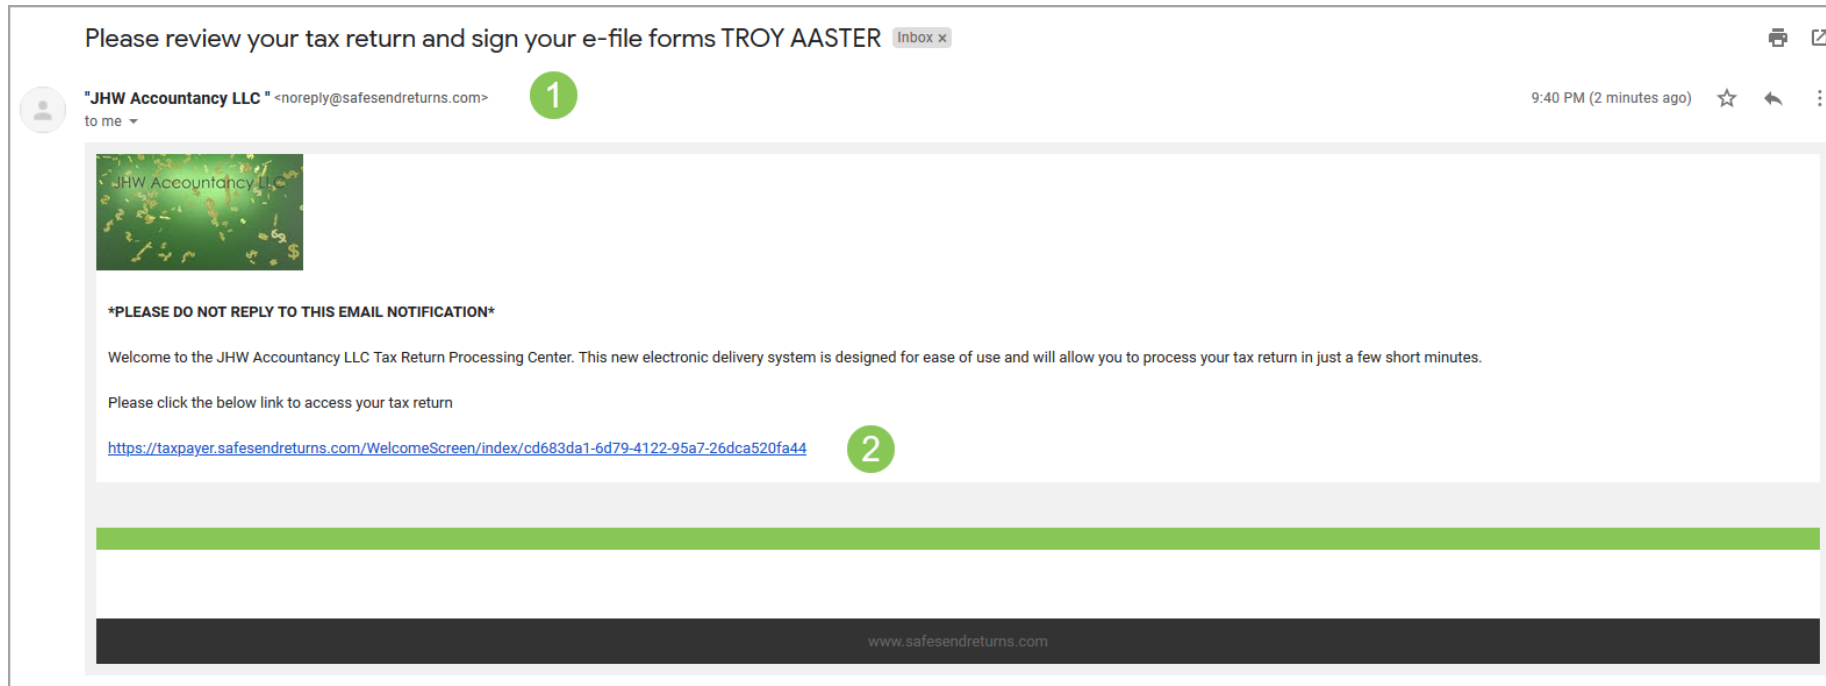 Please review your tax return and sign your e-file forms TROY AASTER Inbox x
"JHW Accountancy LLC " <noreply@safesendreturns.com> 1 9:40 PM (2 minutes ago)
to me
JHW Accountancy LLC
*PLEASE DO NOT REPLY TO THIS EMAIL NOTIFICATION*
Welcome to the JHW Accountancy LLC Tax Return Processing Center. This new electronic delivery system is designed for ease of use and will allow you to process your tax return in just a few short minutes.
Please click the below link to access your tax return
https://taxpayer.safesendreturns.com/WelcomeScreen/index/cd683da1-6d79-4122-95a7-26dca520fa44 2
www.safesendreturns.com